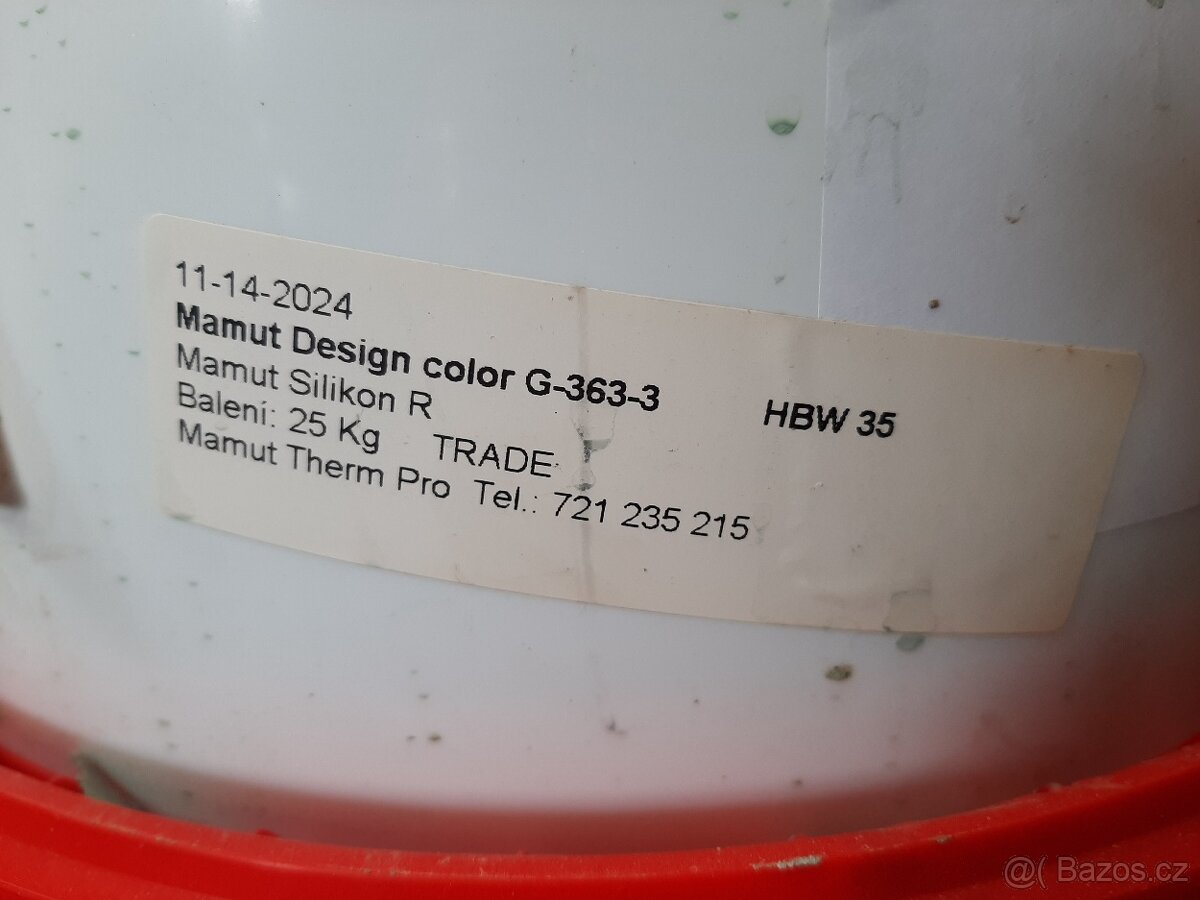 11-14-2024
Mamut Design color G-363-3 HBW 35
Mamut Silikon R
Balení: 25 Kg TRADE
Mamut Therm Pro Tel.: 721 235 215
@( Bazos.cz